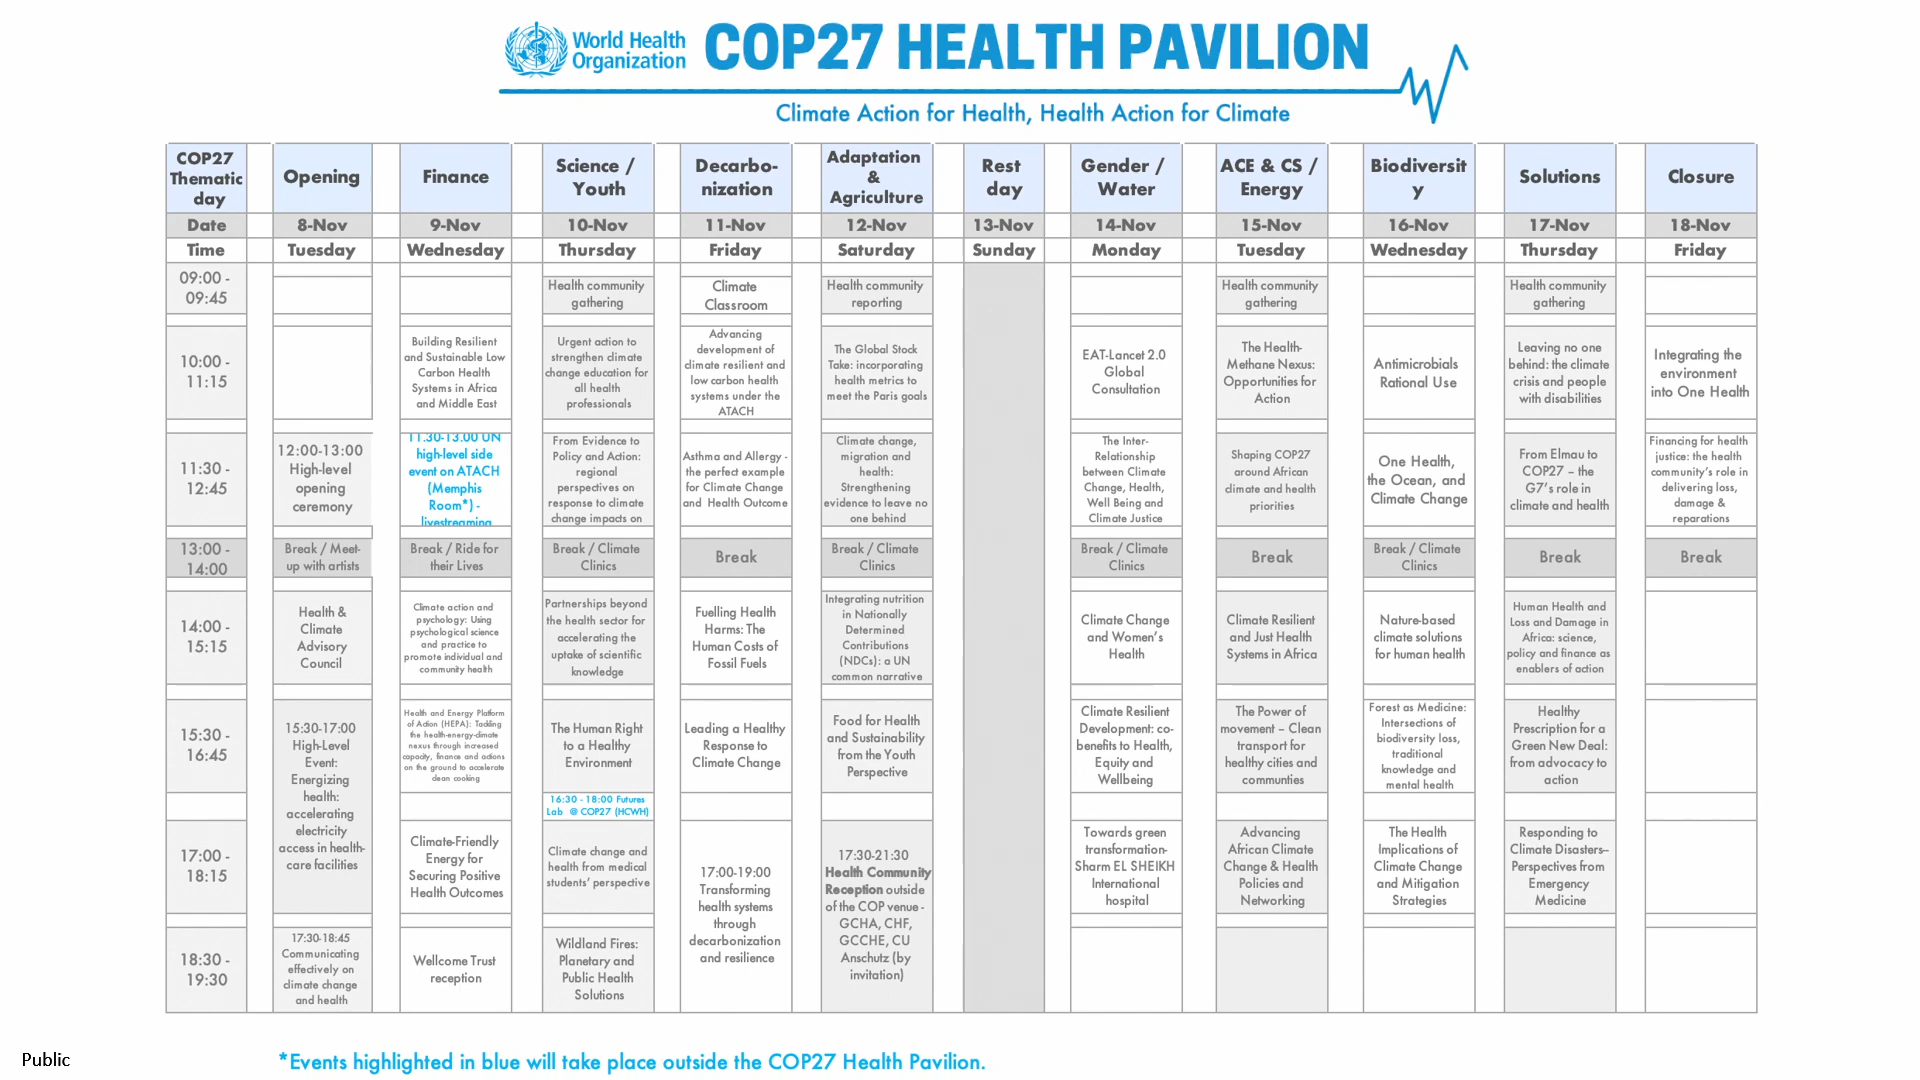 World Health
Organization
COP27 HEALTH PAVILION
Climate Action for Health, Health Action for Climate
COP27
Thematic
day
Opening
Finance
Science /
Youth
Decarbo-
nization
Adaptation
&
Agriculture
Rest
day
Gender /
Water
ACE & CS /
Energy
Biodiversit
y
Solutions
Closure
Date
8-Nov
9-Nov
10-Nov
11-Nov
12-Nov
13-Nov
14-Nov
15-Nov
16-Nov
17-Nov
18-Nov
Time
Tuesday
Wednesday
Thursday
Friday
Saturday
Sunday
Monday
Tuesday
Wednesday
Thursday
Friday
09:00 -
09:45
Health community
gathering
Climate
Classroom
Health community
reporting
Health community
gathering
Health community
gathering
10:00 -
11:15
Building Resilient
and Sustainable Low
Carbon Health
Systems in Africa
and Middle East
Urgent action to
strengthen climate
change education for
all health
professionals
Advancing
development of
climate resilient and
low carbon health
systems under the
ATACH
The Global Stock
Take: incorporating
health metrics to
meet the Paris goals
EAT-Lancet 2.0
Global
Consultation
The Health-
Methane Nexus:
Opportunities for
Action
Antimicrobials
Rational Use
Leaving no one
behind: the climate
crisis and people
with disabilities
Integrating the
environment
into One Health
11:30 -
12:45
12:00-13:00
High-level
opening
ceremony
11.30-13.00 UN
high-level side
event on ATACH
(Memphis
Room*) -
livestreaming
From Evidence to
Policy and Action:
regional
perspectives on
response to climate
change impacts on
Asthma and Allergy -
the perfect example
for Climate Change
and Health Outcome
Climate change,
migration and
health:
Strengthening
evidence to leave no
one behind
The Inter-
Relationship
between Climate
Change, Health,
Well Being and
Climate Justice
Shaping COP27
around African
climate and health
priorities
One Health,
the Ocean, and
Climate Change
From Elmau to
COP27 – the
G7's role in
climate and health
Financing for health
justice: the health
community's role in
delivering loss,
damage &
reparations
13:00 -
14:00
Break / Meet-
up with artists
Break / Ride for
their Lives
Break / Climate
Clinics
Break
Break / Climate
Clinics
Break / Climate
Clinics
Break
Break / Climate
Clinics
Break
Break
14:00 -
15:15
Health &
Climate
Advisory
Council
Climate action and
psychology: Using
psychological science
and practice to
promote individual and
community health
Partnerships beyond
the health sector for
accelerating the
uptake of scientific
knowledge
Fuelling Health
Harms: The
Human Costs of
Fossil Fuels
Integrating nutrition
in Nationally
Determined
Contributions
(NDCs): a UN
common narrative
Climate Change
and Women's
Health
Climate Resilient
and Just Health
Systems in Africa
Nature-based
climate solutions
for human health
Human Health and
Loss and Damage in
Africa: science,
policy and finance as
enablers of action
15:30 -
16:45
15:30-17:00
High-Level
Event:
Energizing
health:
accelerating
electricity
access in health-
care facilities
Health and Energy Platform
of Action (HEPA): Tackling
the health-energy-climate
nexus through increased
capacity, finance and actions
on the ground to accelerate
clean cooking
The Human Right
to a Healthy
Environment
Leading a Healthy
Response to
Climate Change
Food for Health
and Sustainability
from the Youth
Perspective
Climate Resilient
Development: co-
benefits to Health,
Equity and
Wellbeing
The Power of
movement – Clean
transport for
healthy cities and
communties
Forest as Medicine:
Intersections of
biodiversity loss,
traditional
knowledge and
mental health
Healthy
Prescription for a
Green New Deal:
from advocacy to
action
16:30 - 18:00 Futures
Lab @ COP27 (HCWH)
17:00 -
18:15
Climate-Friendly
Energy for
Securing Positive
Health Outcomes
Climate change and
health from medical
students' perspective
17:00-19:00
Transforming
health systems
through
decarbonization
and resilience
17:30-21:30
Health Community
Reception outside
of the COP venue -
GCHA, CHF,
GCCHE, CU
Anschutz (by
invitation)
Towards green
transformation-
Sharm EL SHEIKH
International
hospital
Advancing
African Climate
Change & Health
Policies and
Networking
The Health
Implications of
Climate Change
and Mitigation
Strategies
Responding to
Climate Disasters–
Perspectives from
Emergency
Medicine
18:30 -
19:30
17:30-18:45
Communicating
effectively on
climate change
and health
Wellcome Trust
reception
Wildland Fires:
Planetary and
Public Health
Solutions
Public
*Events highlighted in blue will take place outside the COP27 Health Pavilion.